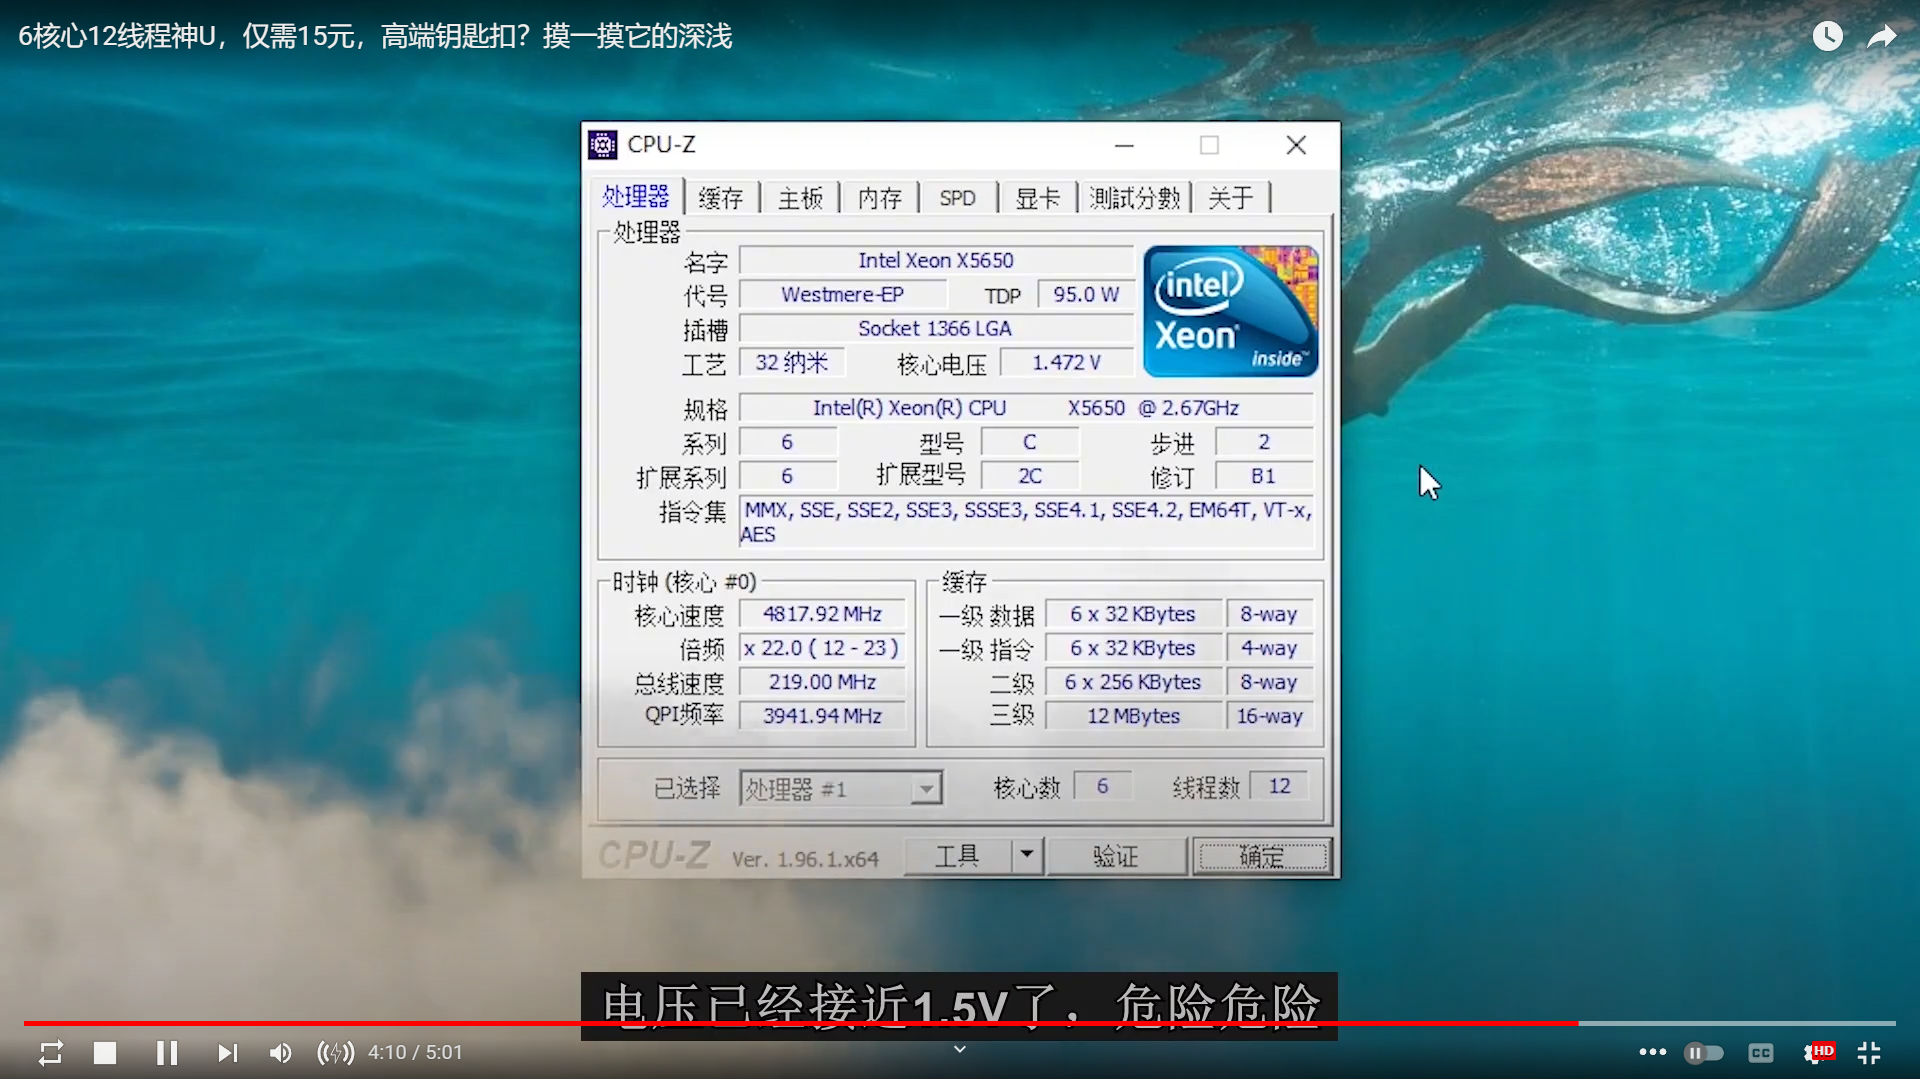 6核心12线程神U，仅需15元，高端钥匙扣？摸一摸它的深浅
CPU-Z
处理器 缓存 主板 内存 SPD 显卡 測試分數 关于
处理器
名字 Intel Xeon X5650
代号 Westmere-EP TDP 95.0 W
插槽 Socket 1366 LGA
工艺 32 纳米 核心电压 1.472 V
intel Xeon inside™
规格 Intel(R) Xeon(R) CPU X5650 @ 2.67GHz
系列 6 型号 C 步进 2
扩展系列 6 扩展型号 2C 修订 B1
指令集 MMX, SSE, SSE2, SSE3, SSSE3, SSE4.1, SSE4.2, EM64T, VT-x,
AES
时钟 (核心 #0)
核心速度 4817.92 MHz
倍频 x 22.0 ( 12 - 23 )
总线速度 219.00 MHz
QPI频率 3941.94 MHz
缓存
一级 数据 6 x 32 KBytes 8-way
一级 指令 6 x 32 KBytes 4-way
二级 6 x 256 KBytes 8-way
三级 12 MBytes 16-way
已选择 处理器 #1 核心数 6 线程数 12
CPU-Z Ver. 1.96.1.x64 工具 验证 确定
电压已经接近1.5V了，危险危险
4:10 / 5:01 CC HD